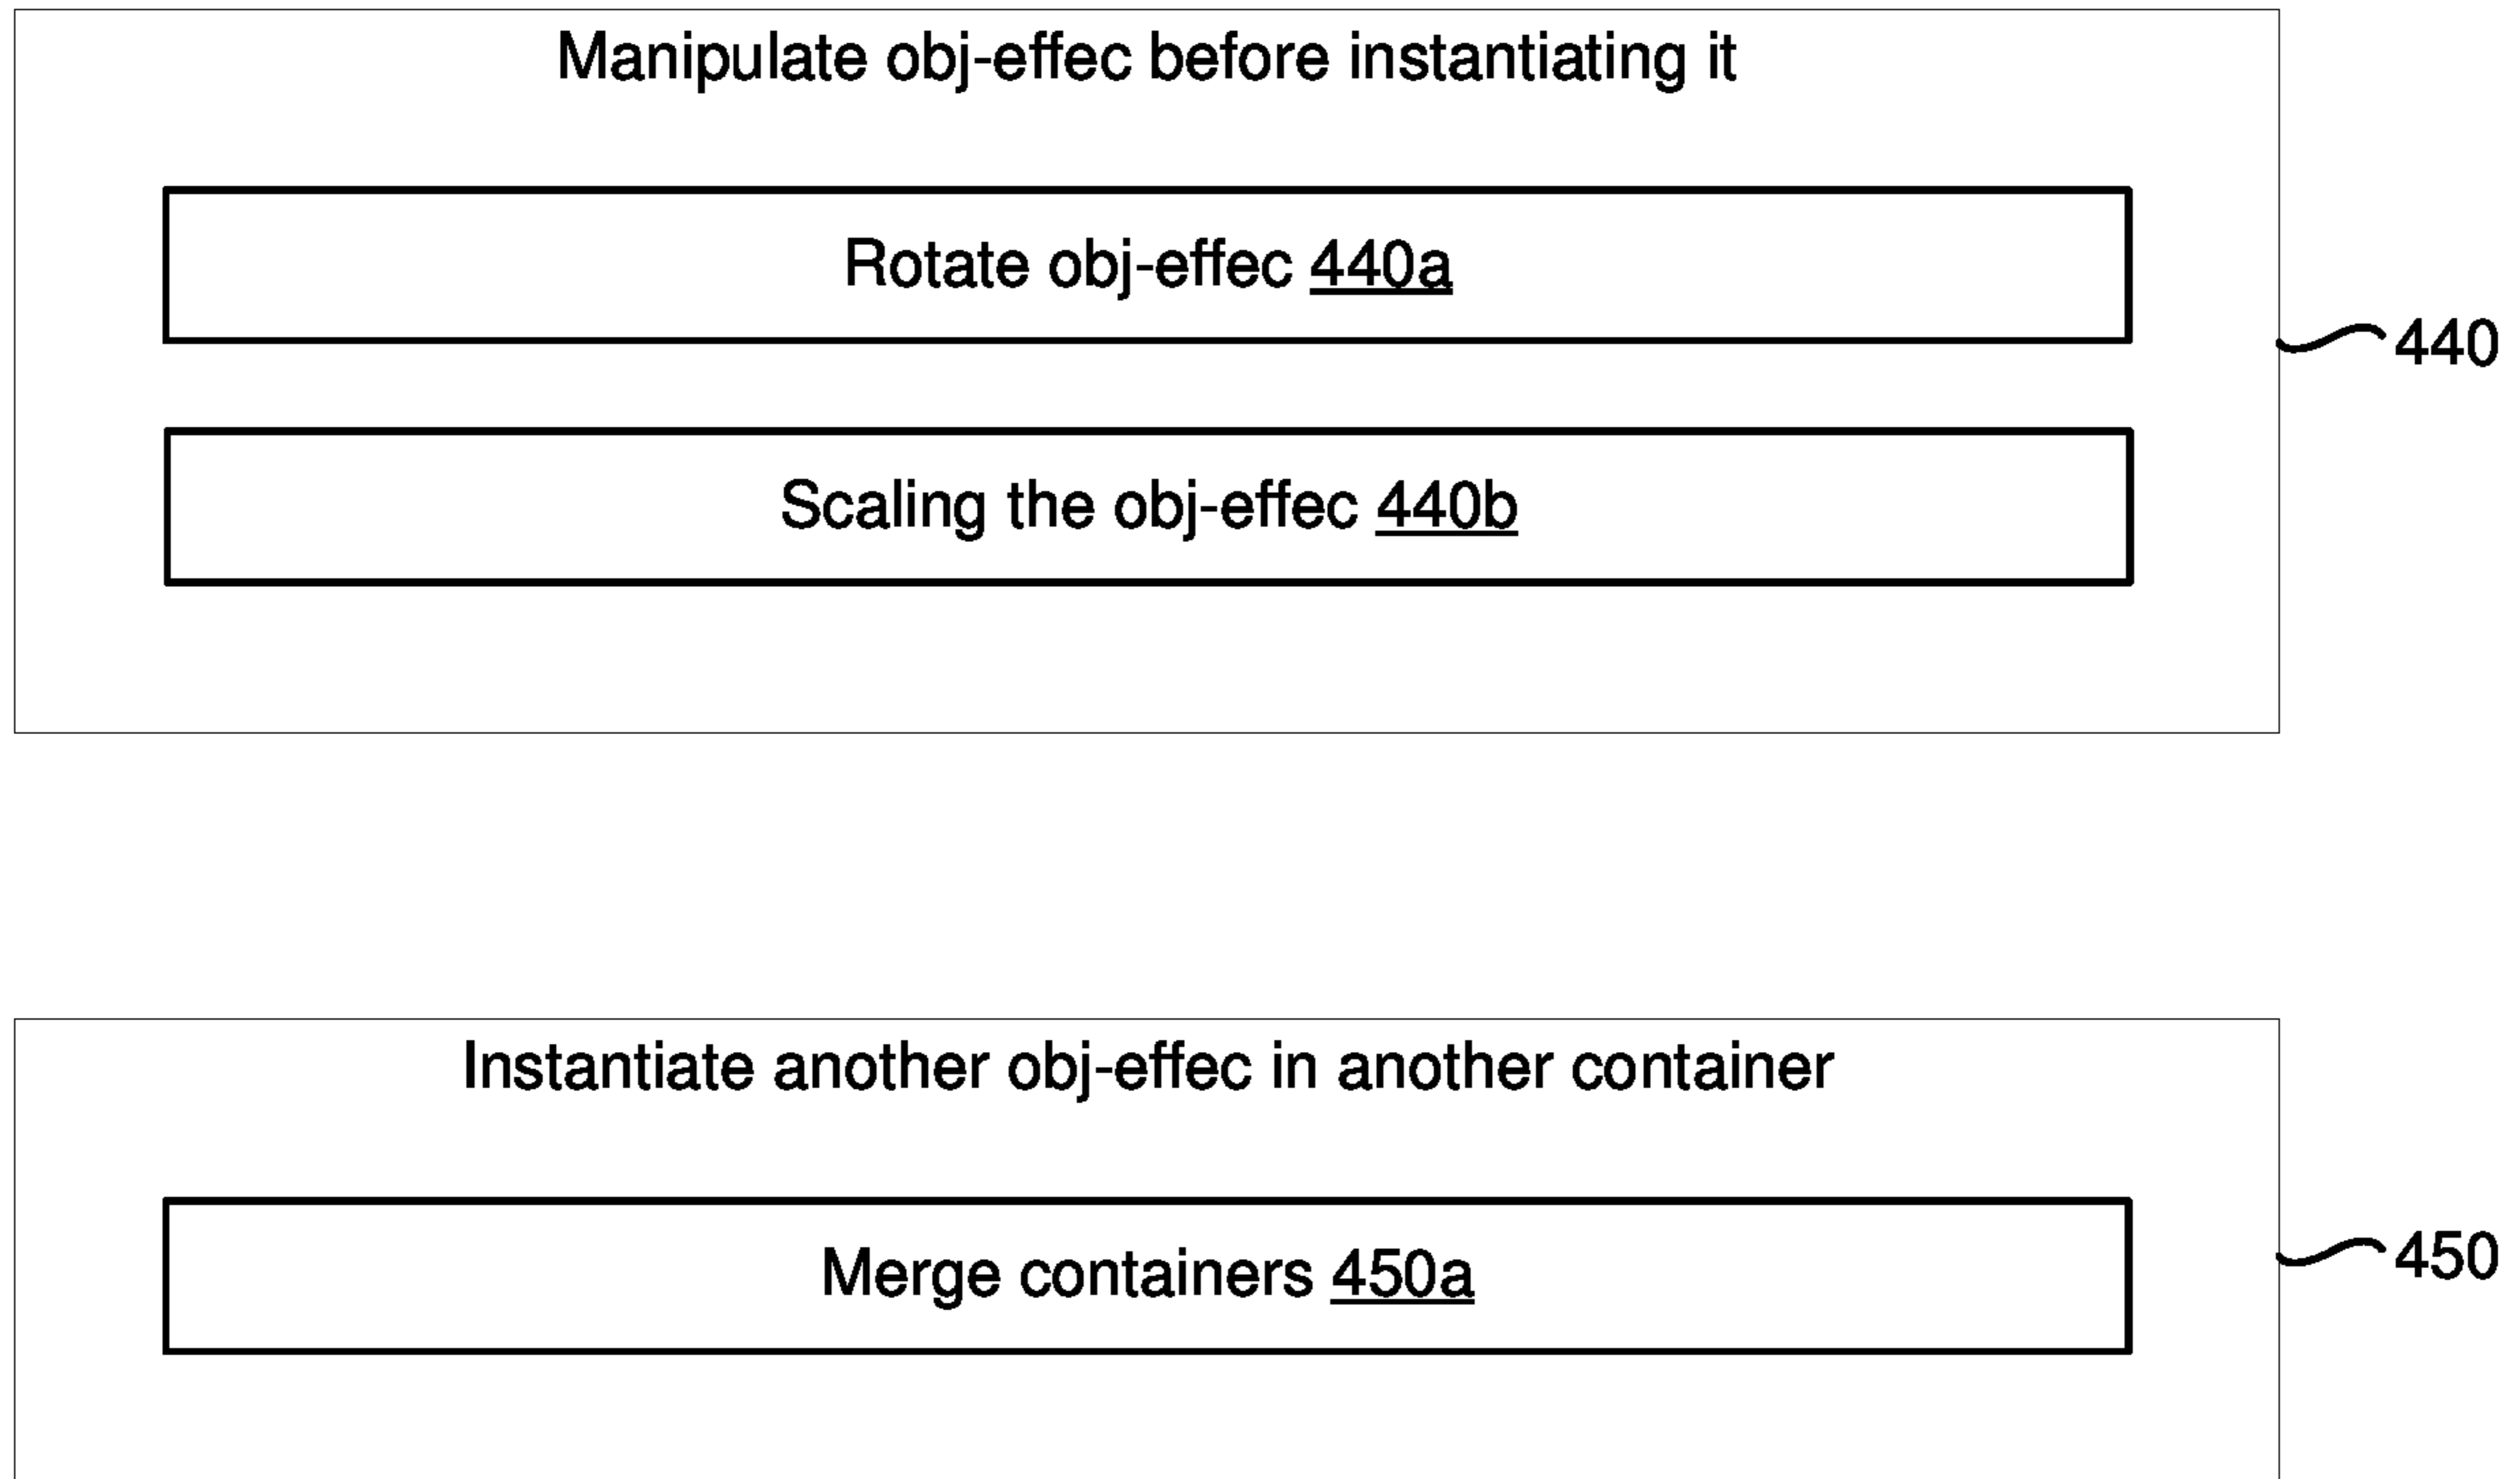 Manipulate obj-effec before instantiating it
Rotate obj-effec 440a
440
Scaling the obj-effec 440b
Instantiate another obj-effec in another container
Merge containers 450a
450